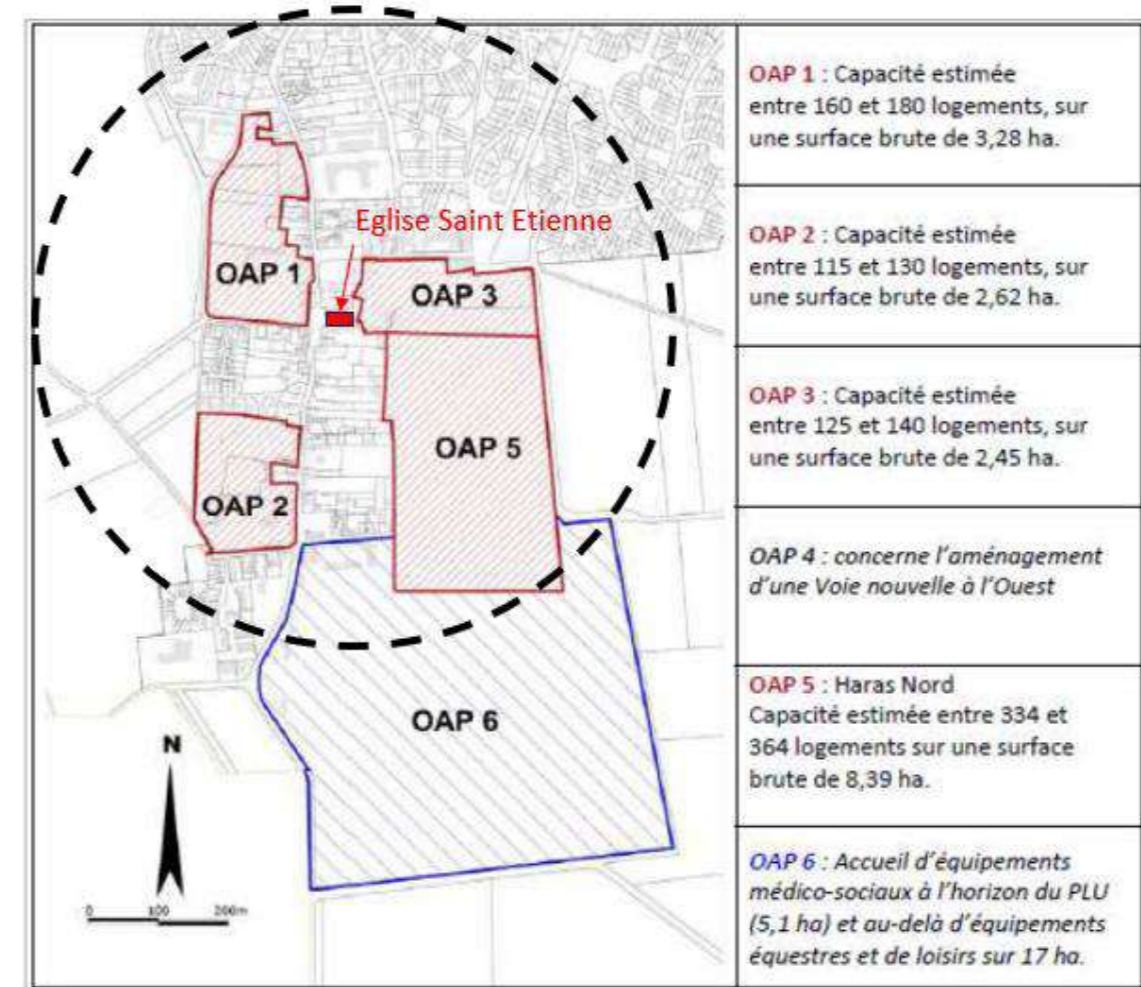 Eglise Saint Etienne
OAP 1
OAP 3
OAP 5
OAP 2
OAP 6
N
0 100 200m
OAP 1 : Capacité estimée
entre 160 et 180 logements, sur
une surface brute de 3,28 ha.
OAP 2 : Capacité estimée
entre 115 et 130 logements, sur
une surface brute de 2,62 ha.
OAP 3 : Capacité estimée
entre 125 et 140 logements, sur
une surface brute de 2,45 ha.
OAP 4 : concerne l'aménagement
d'une Voie nouvelle à l'Ouest
OAP 5 : Haras Nord
Capacité estimée entre 334 et
364 logements sur une surface
brute de 8,39 ha.
OAP 6 : Accueil d'équipements
médico-sociaux à l'horizon du PLU
(5,1 ha) et au-delà d'équipements
équestres et de loisirs sur 17 ha.